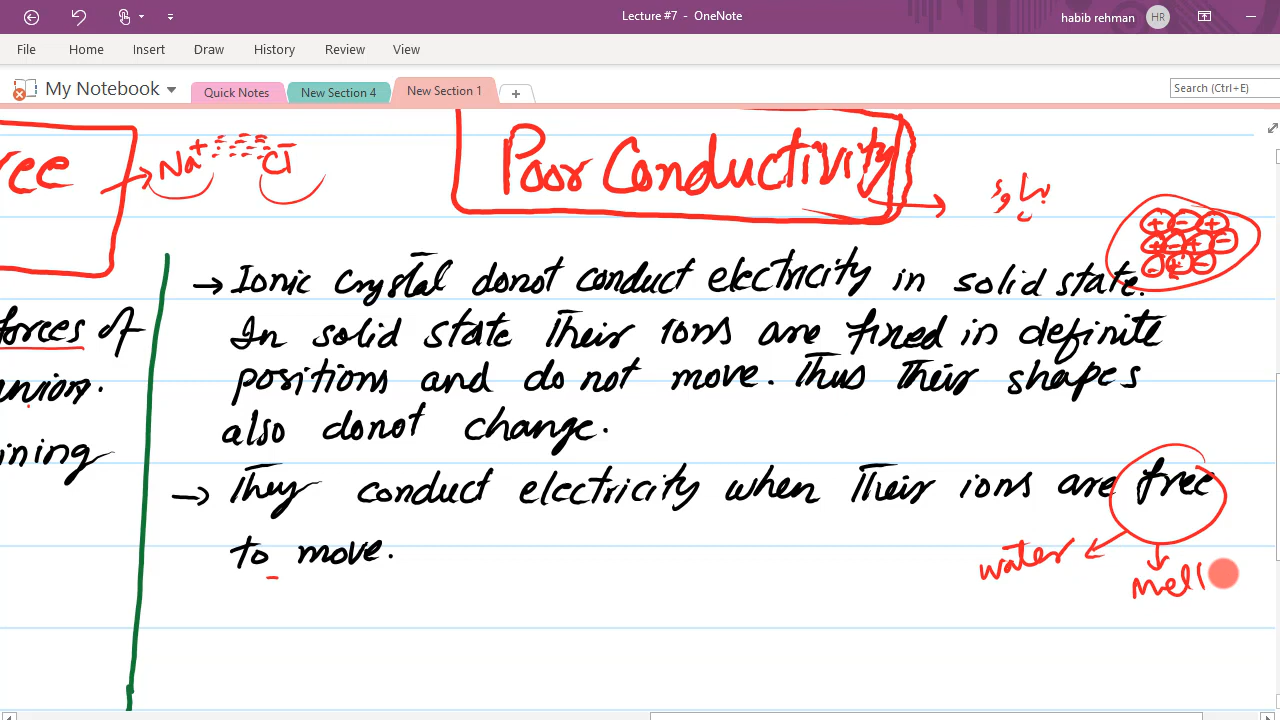 Lecture #7 - OneNote
habib rehman HR
File Home Insert Draw History Review View
My Notebook Quick Notes New Section 4 New Section 1 + Search (Ctrl+E)
ree
Na+ Cl-
Poor Conductivity
+ - +
+ - + -
- + -
→ Ionic Crystal donot conduct electricity in solid state.
In solid state Their Ions are fixed in definite
positions and do not move. Thus Their shapes
also donot change.
→ They conduct electricity when Their ions are free
to move.
forces of
anion.
ining
water
Mel